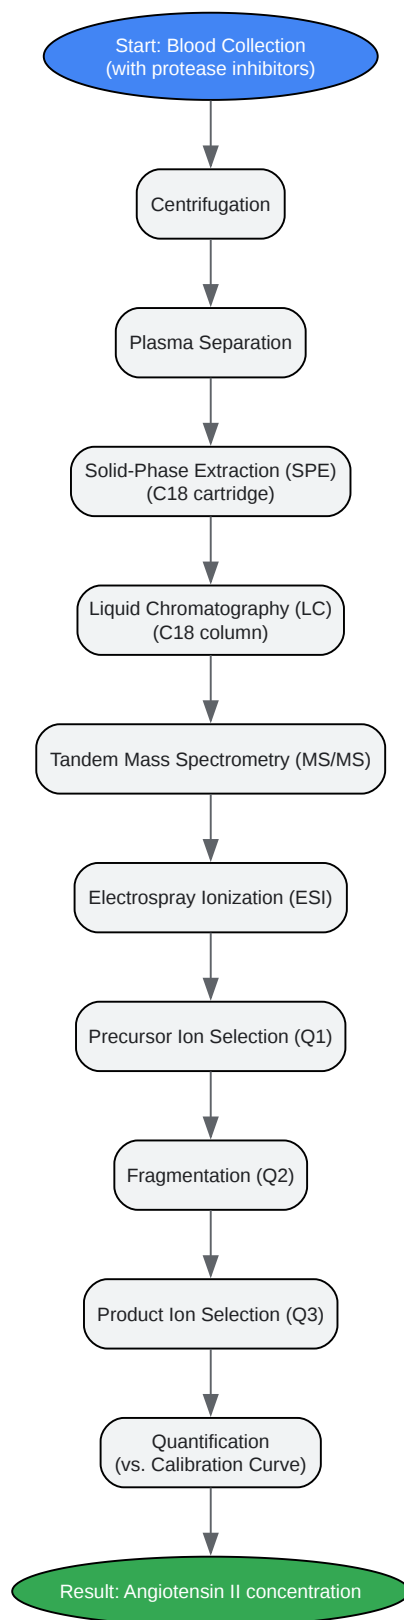 Start: Blood Collection
(with protease inhibitors)
Centrifugation
Plasma Separation
Solid-Phase Extraction (SPE)
(C18 cartridge)
Liquid Chromatography (LC)
(C18 column)
Tandem Mass Spectrometry (MS/MS)
Electrospray Ionization (ESI)
Precursor Ion Selection (Q1)
Fragmentation (Q2)
Product Ion Selection (Q3)
Quantification
(vs. Calibration Curve)
Result: Angiotensin II concentration